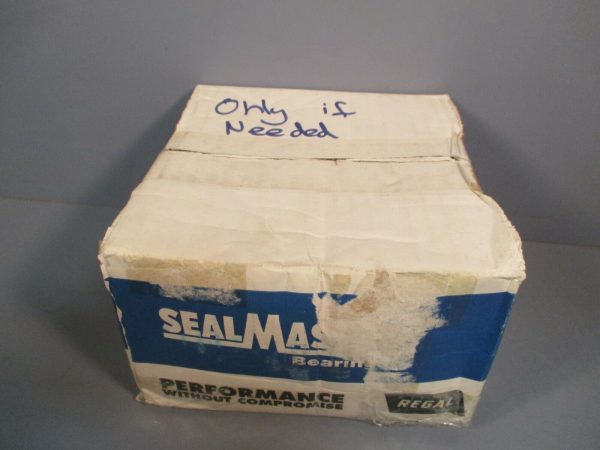 Only if
Needed
SEALMAS
Bearin
PERFORMANCE
WITHOUT COMPROMISE
REGAL